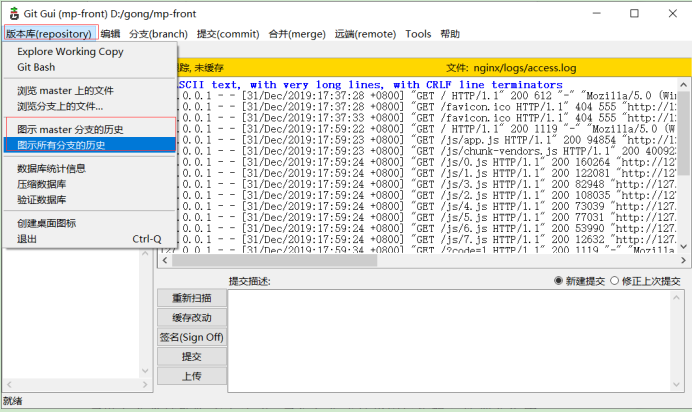 Git Gui (mp-front) D:/gong/mp-front
版本库(repository) 编辑 分支(branch) 提交(commit) 合并(merge) 远端(remote) Tools 帮助
Explore Working Copy
Git Bash
浏览 master 上的文件
浏览分支上的文件...
图示 master 分支的历史
图示所有分支的历史
数据库统计信息
压缩数据库
验证数据库
创建桌面图标
退出 Ctrl-Q
未缓存 文件: nginx/logs/access.log
SCII text, with very long lines, with CRLF line terminators
.0.0.1 - - [31/Dec/2019:17:37:28 +0800] "GET / HTTP/1.1" 200 612 "-" "Mozilla/5.0 (Wi
.0.0.1 - - [31/Dec/2019:17:37:28 +0800] "GET /favicon.ico HTTP/1.1" 404 555 "http://1
.0.0.1 - - [31/Dec/2019:17:37:33 +0800] "GET /favicon.ico HTTP/1.1" 404 555 "http://1
.0.0.1 - - [31/Dec/2019:17:59:22 +0800] "GET / HTTP/1.1" 200 1119 "-" "Mozilla/5.0 (W
.0.0.1 - - [31/Dec/2019:17:59:23 +0800] "GET /js/app.js HTTP/1.1" 200 94854 "http://1
.0.0.1 - - [31/Dec/2019:17:59:23 +0800] "GET /js/chunk-vendors.js HTTP/1.1" 200 40092
.0.0.1 - - [31/Dec/2019:17:59:24 +0800] "GET /js/0.js HTTP/1.1" 200 160264 "http://12
.0.0.1 - - [31/Dec/2019:17:59:24 +0800] "GET /js/1.js HTTP/1.1" 200 122081 "http://12
.0.0.1 - - [31/Dec/2019:17:59:24 +0800] "GET /js/3.js HTTP/1.1" 200 82948 "http://127
.0.0.1 - - [31/Dec/2019:17:59:24 +0800] "GET /js/2.js HTTP/1.1" 200 108035 "http://12
.0.0.1 - - [31/Dec/2019:17:59:24 +0800] "GET /js/4.js HTTP/1.1" 200 73039 "http://127
.0.0.1 - - [31/Dec/2019:17:59:24 +0800] "GET /js/5.js HTTP/1.1" 200 77031 "http://127
.0.0.1 - - [31/Dec/2019:17:59:24 +0800] "GET /js/6.js HTTP/1.1" 200 53990 "http://127
.0.0.1 - - [31/Dec/2019:17:59:24 +0800] "GET /js/7.js HTTP/1.1" 200 12632 "http://127
127.0.0.1 - - [31/Dec/2019:17:59:34 +0800] "GET /?code=1 HTTP/1.1" 200 1119 "-" "Mozilla
提交描述: 新建提交 修正上次提交
重新扫描
缓存改动
签名(Sign Off)
提交
上传
就绪